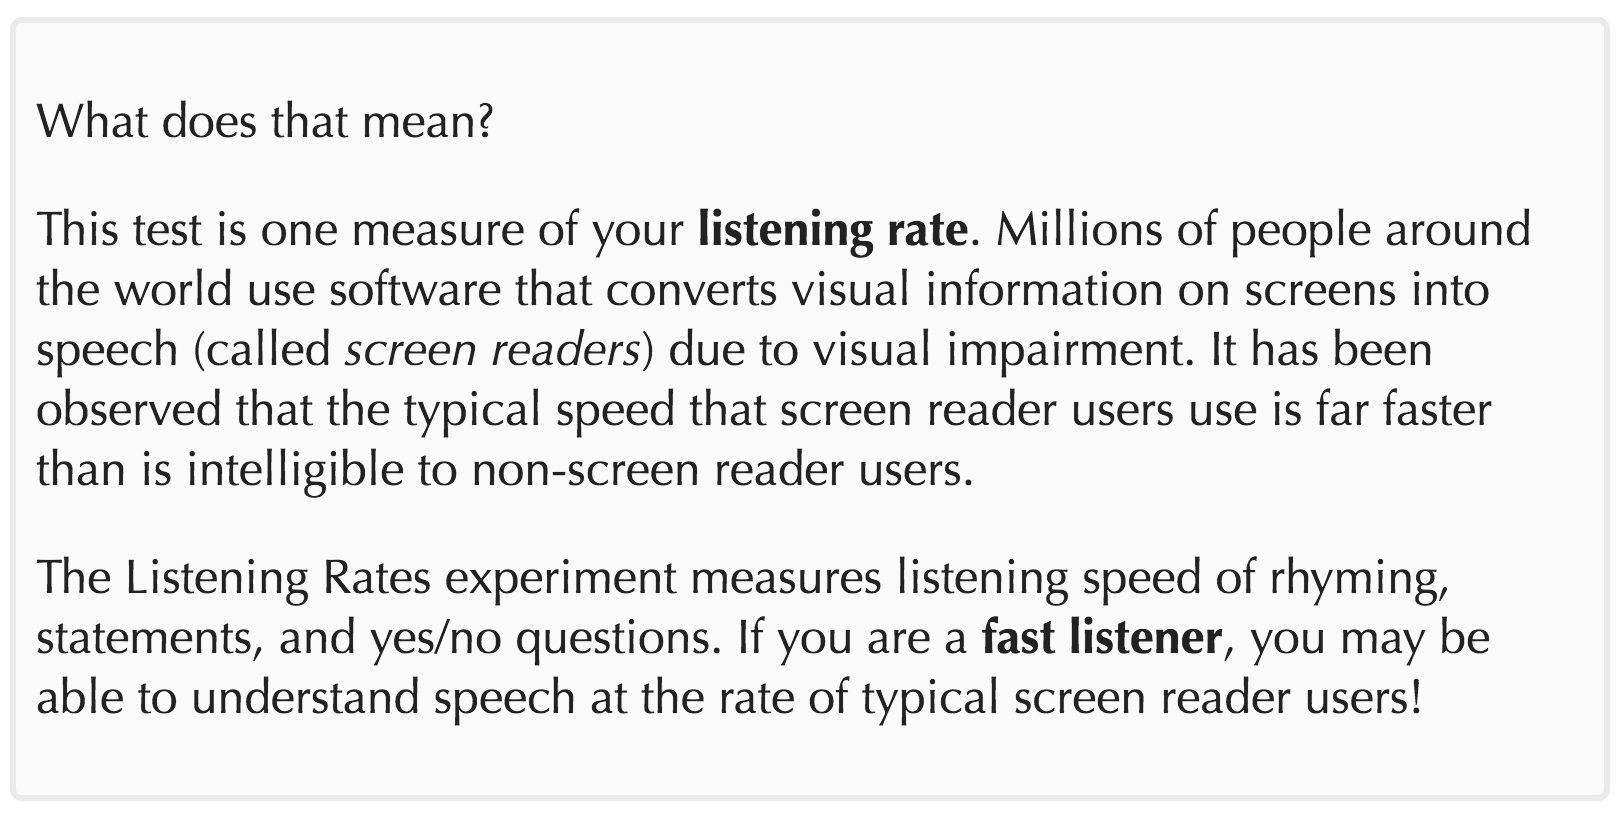 What does that mean?
This test is one measure of your listening rate. Millions of people around
the world use software that converts visual information on screens into
speech (called screen readers) due to visual impairment. It has been
observed that the typical speed that screen reader users use is far faster
than is intelligible to non-screen reader users.
The Listening Rates experiment measures listening speed of rhyming,
statements, and yes/no questions. If you are a fast listener, you may be
able to understand speech at the rate of typical screen reader users!